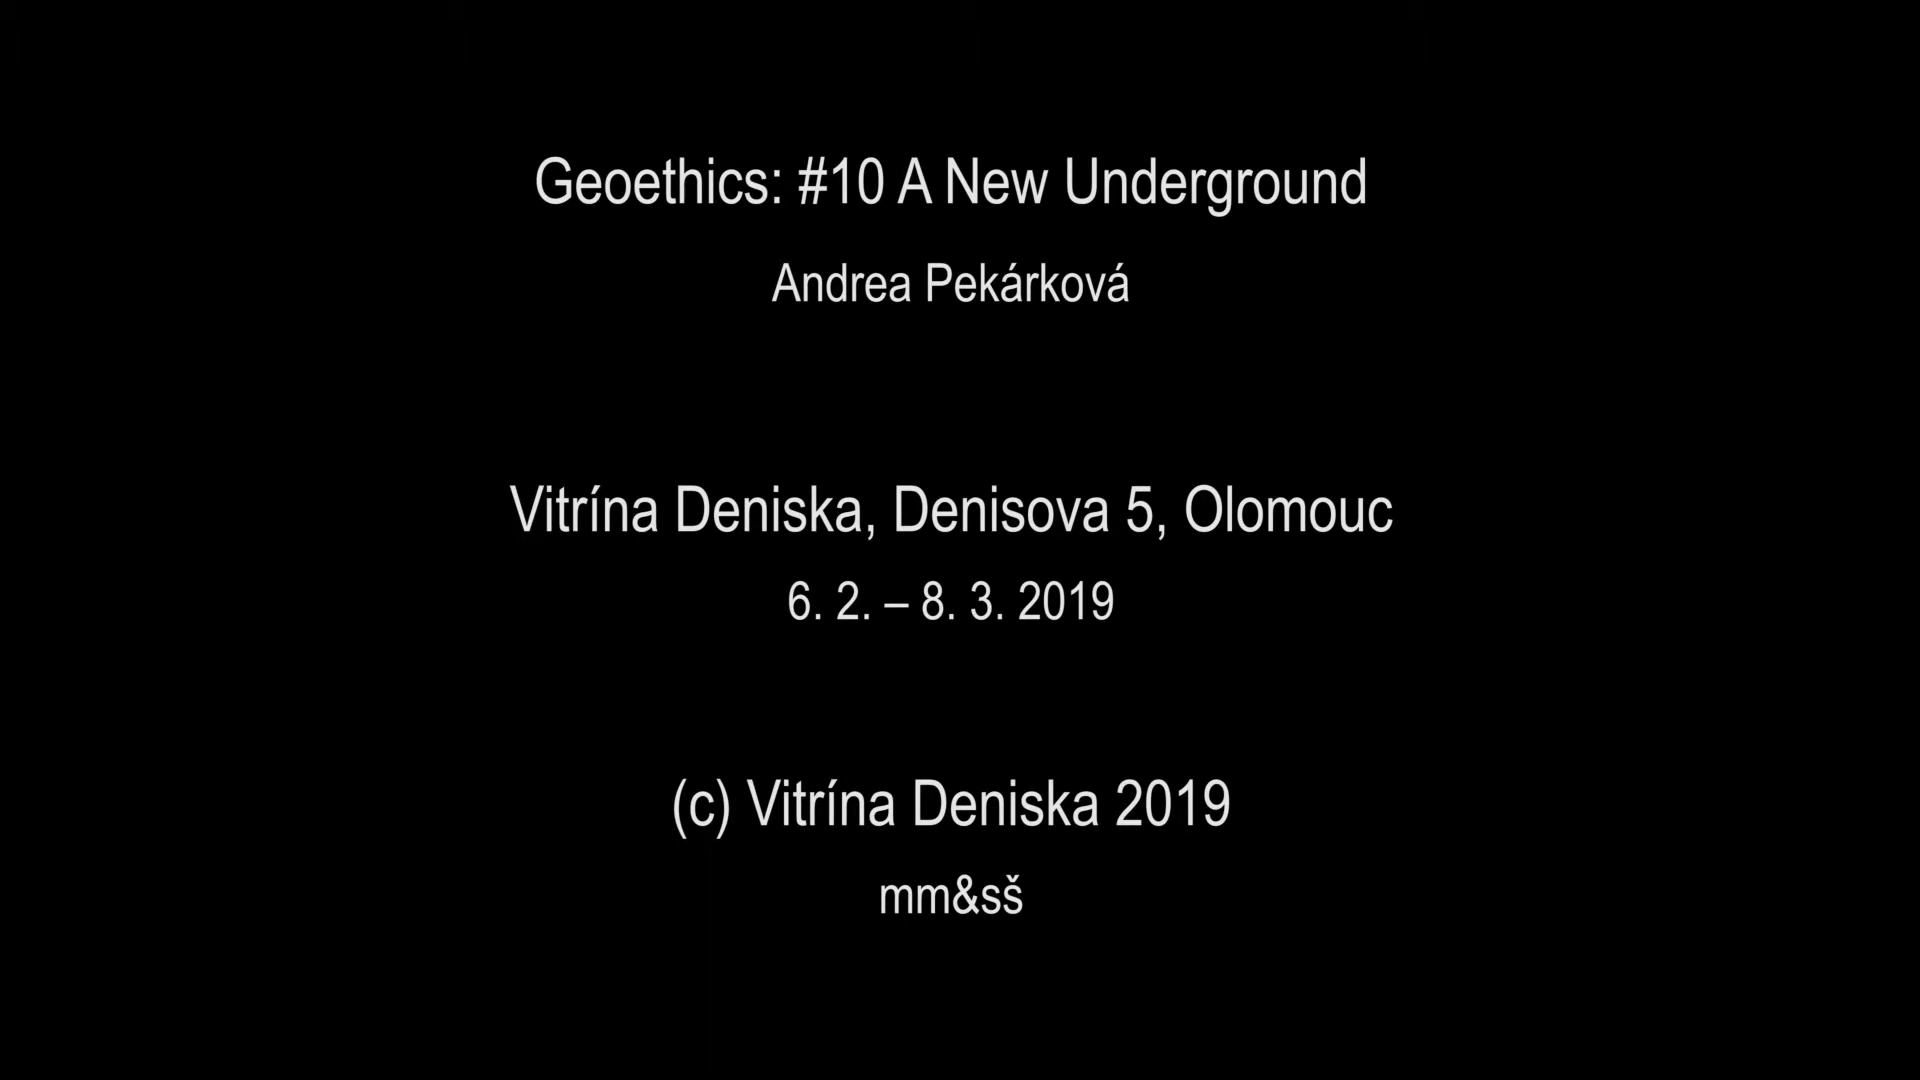 Geoethics: #10 A New Underground
Andrea Pekárková
Vitrína Deniska, Denisova 5, Olomouc
6. 2. – 8. 3. 2019
(c) Vitrína Deniska 2019
mm&sš